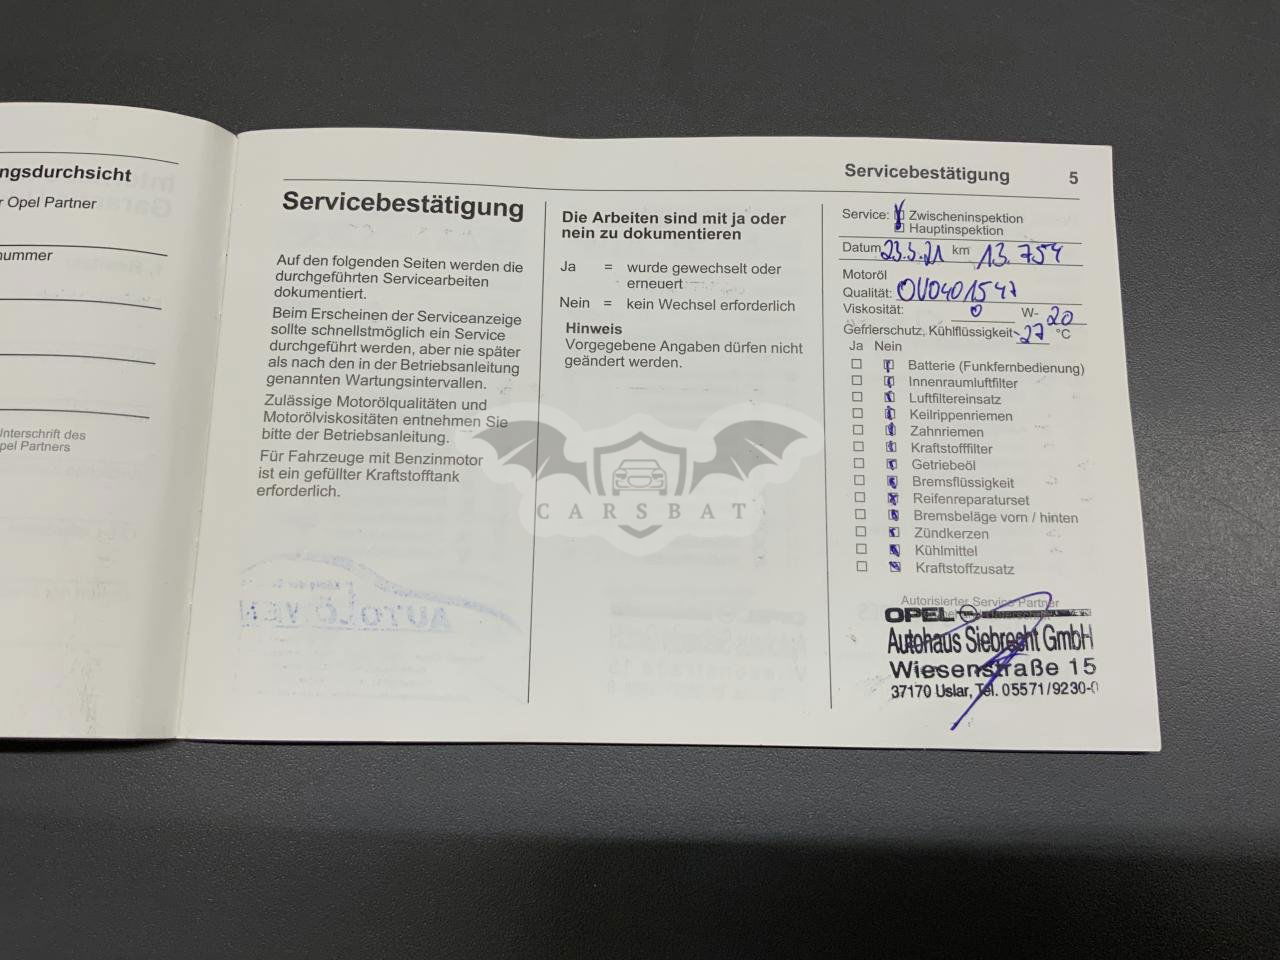 ngsdurchsicht
r Opel Partner
nummer
Unterschrift des
pel Partners
Servicebestätigung 5
Servicebestätigung
Auf den folgenden Seiten werden die
durchgeführten Servicearbeiten
dokumentiert.
Beim Erscheinen der Serviceanzeige
sollte schnellstmöglich ein Service
durchgeführt werden, aber nie später
als nach den in der Betriebsanleitung
genannten Wartungsintervallen.
Zulässige Motorölqualitäten und
Motorölviskositäten entnehmen Sie
bitte der Betriebsanleitung.
Für Fahrzeuge mit Benzinmotor
ist ein gefüllter Kraftstofftank
erforderlich.
Die Arbeiten sind mit ja oder
nein zu dokumentieren
Ja = wurde gewechselt oder
erneuert
Nein = kein Wechsel erforderlich
Hinweis
Vorgegebene Angaben dürfen nicht
geändert werden.
CARSBAT
Service: Zwischeninspektion
Hauptinspektion
Datum 23.3.21 km 13.754
Motoröl
Qualität: OV0401547
Viskosität: 0 W- 20
Gefrierschutz, Kühlflüssigkeit -27 °C
Ja Nein
Batterie (Funkfernbedienung)
Innenraumluftfilter
Luftfiltereinsatz
Keilrippenriemen
Zahnriemen
Kraftstofffilter
Getriebeöl
Bremsflüssigkeit
Reifenreparaturset
Bremsbeläge vorn / hinten
Zündkerzen
Kühlmittel
Kraftstoffzusatz
Autorisierter Service Partner
OPEL
Autohaus Siebrecht GmbH
Wiesenstraße 15
37170 Uslar, Tel. 05571/9230-0